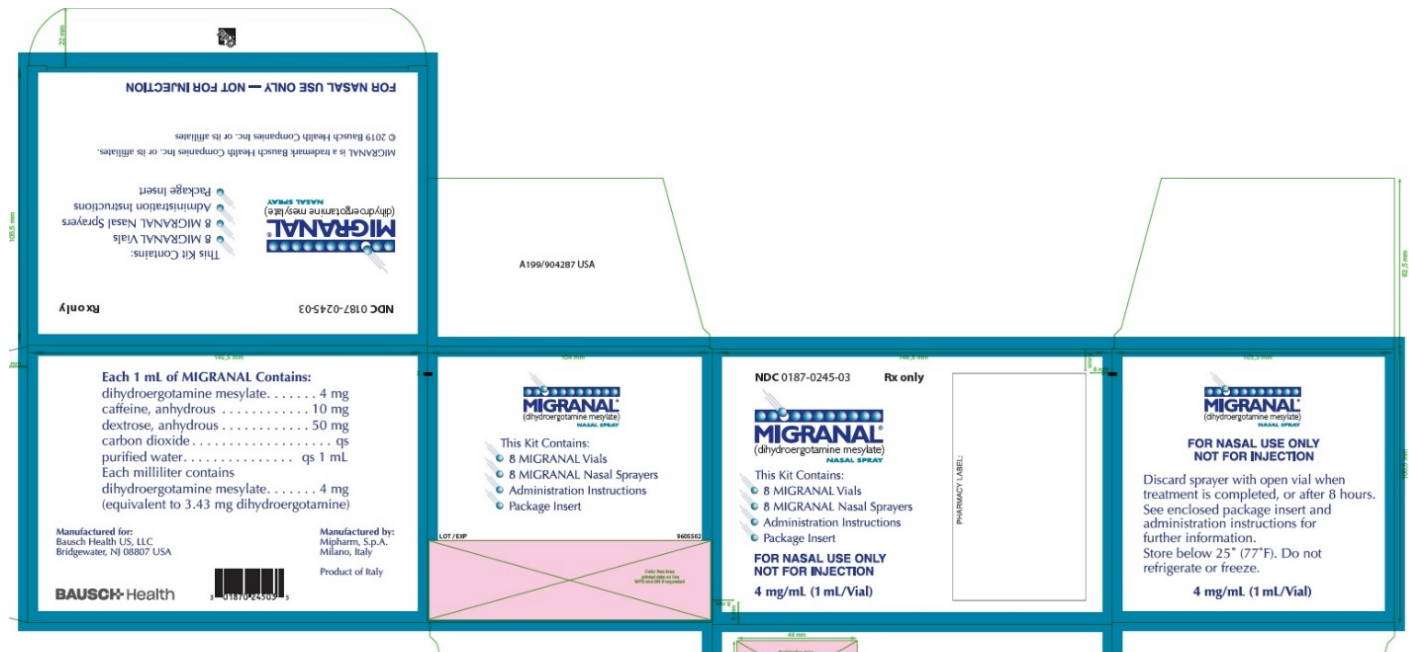 22 mm
FOR NASAL USE ONLY — NOT FOR INJECTION
© 2019 Bausch Health Companies Inc. or its affiliates
MIGRANAL is a trademark Bausch Health Companies Inc. or its affiliates.
MIGRANAL®
(dihydroergotamine mesylate)
NASAL SPRAY
This Kit Contains:
8 MIGRANAL Vials
8 MIGRANAL Nasal Sprayers
Administration Instructions
Package Insert
NDC 0187-0245-03
Rx only
A199/904287 USA
Each 1 mL of MIGRANAL Contains:
dihydroergotamine mesylate. . . . . . . 4 mg
caffeine, anhydrous . . . . . . . . . . . . 10 mg
dextrose, anhydrous . . . . . . . . . . . . 50 mg
carbon dioxide . . . . . . . . . . . . . . . . . . . qs
purified water. . . . . . . . . . . . . . . qs 1 mL
Each milliliter contains
dihydroergotamine mesylate. . . . . . . 4 mg
(equivalent to 3.43 mg dihydroergotamine)
Manufactured for:
Bausch Health US, LLC
Bridgewater, NJ 08807 USA
Manufactured by:
Mipharm, S.p.A.
Milano, Italy
Product of Italy
BAUSCH+Health
3 01870 24503 5
MIGRANAL®
(dihydroergotamine mesylate)
NASAL SPRAY
This Kit Contains:
8 MIGRANAL Vials
8 MIGRANAL Nasal Sprayers
Administration Instructions
Package Insert
LOT / EXP
9605502
NDC 0187-0245-03 Rx only
MIGRANAL®
(dihydroergotamine mesylate)
NASAL SPRAY
This Kit Contains:
8 MIGRANAL Vials
8 MIGRANAL Nasal Sprayers
Administration Instructions
Package Insert
FOR NASAL USE ONLY
NOT FOR INJECTION
4 mg/mL (1 mL/Vial)
PHARMACY LABEL:
44 mm
MIGRANAL®
(dihydroergotamine mesylate)
NASAL SPRAY
FOR NASAL USE ONLY
NOT FOR INJECTION
Discard sprayer with open vial when
treatment is completed, or after 8 hours.
See enclosed package insert and
administration instructions for
further information.
Store below 25˚ (77˚F). Do not
refrigerate or freeze.
4 mg/mL (1 mL/Vial)